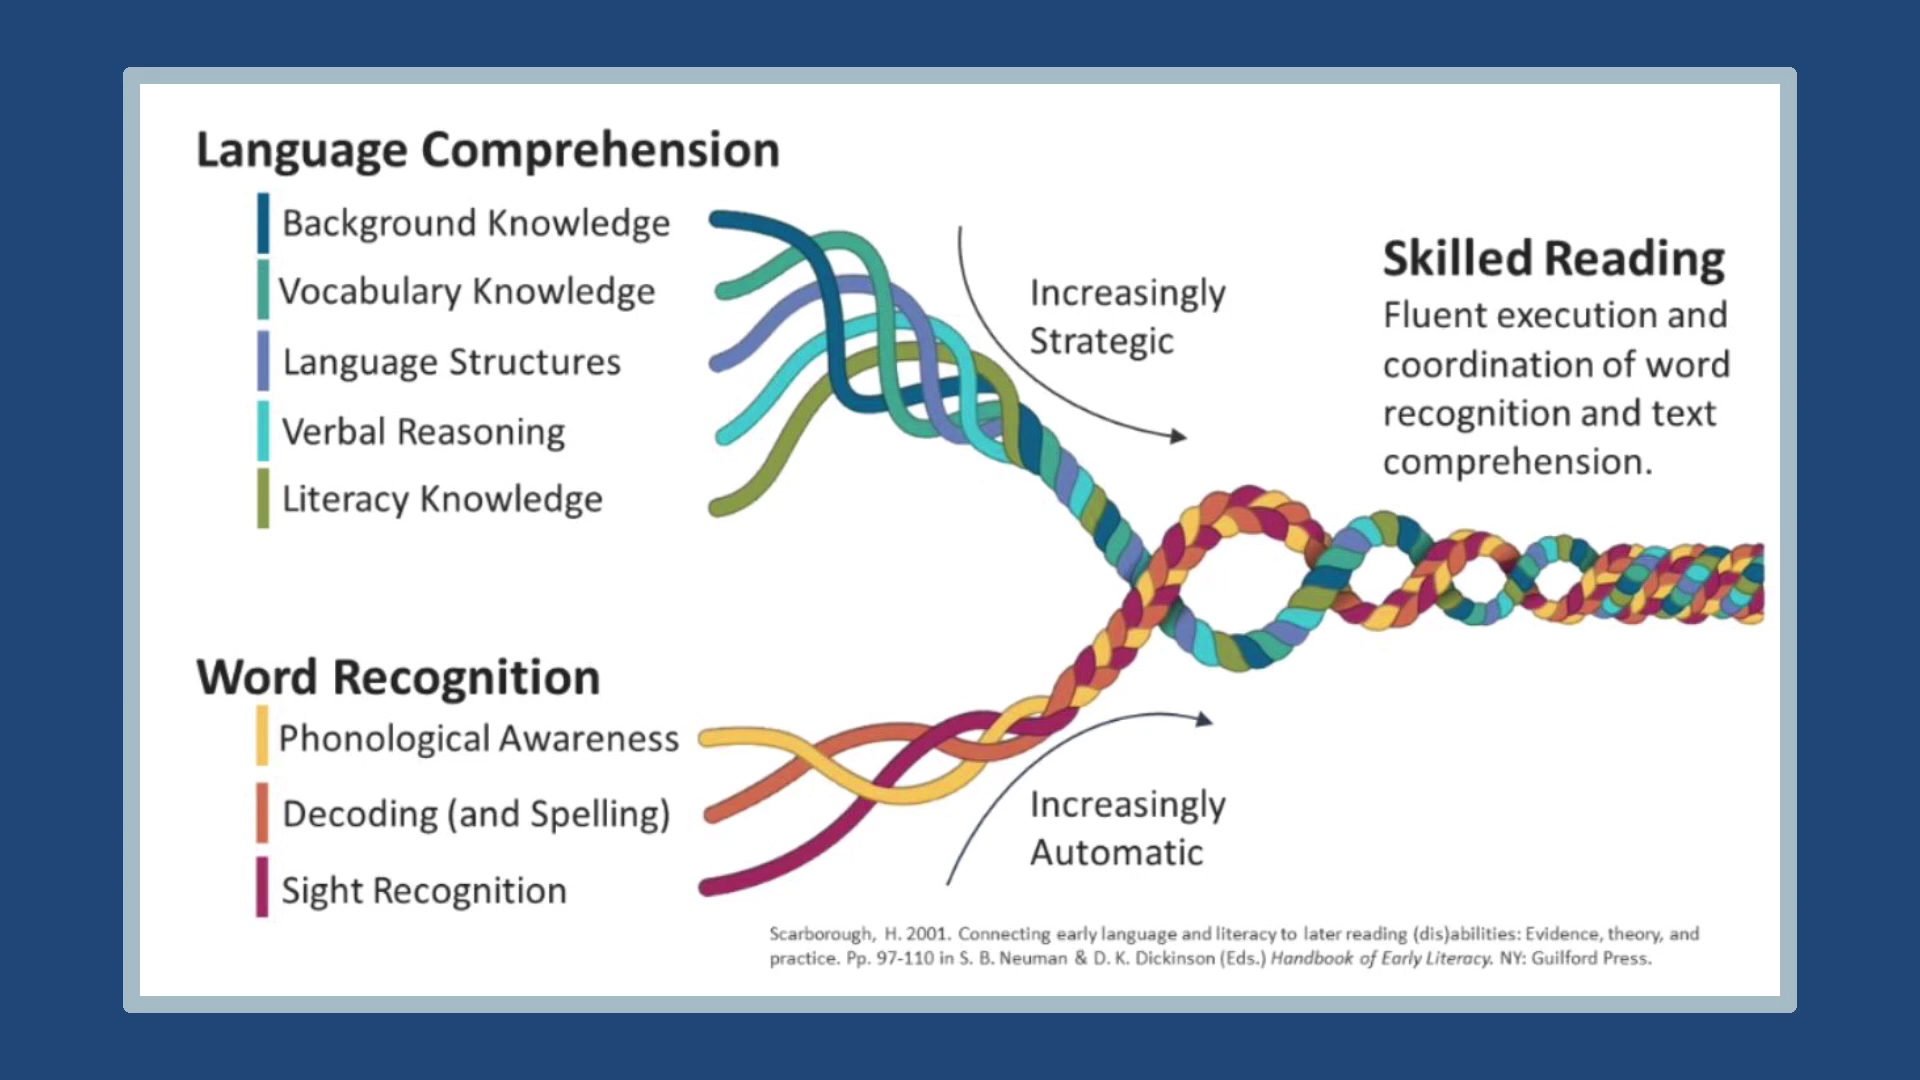 Language Comprehension
Background Knowledge
Vocabulary Knowledge
Language Structures
Verbal Reasoning
Literacy Knowledge
Increasingly
Strategic
Skilled Reading
Fluent execution and
coordination of word
recognition and text
comprehension.
Word Recognition
Phonological Awareness
Decoding (and Spelling)
Sight Recognition
Increasingly
Automatic
Scarborough, H. 2001. Connecting early language and literacy to later reading (dis)abilities: Evidence, theory, and
practice. Pp. 97-110 in S. B. Neuman & D. K. Dickinson (Eds.) Handbook of Early Literacy. NY: Guilford Press.